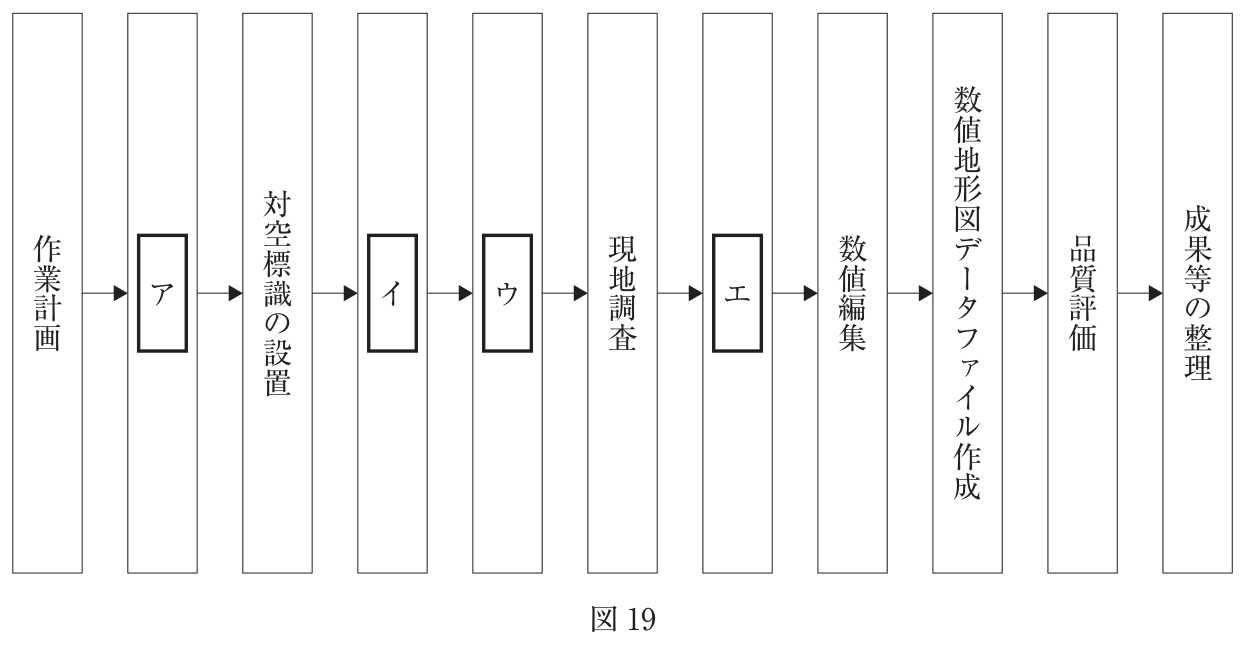 作業計画
ア
対空標識の設置
イ
ウ
現地調査
エ
数値編集
数値地形図データファイル作成
品質評価
成果等の整理
図 19